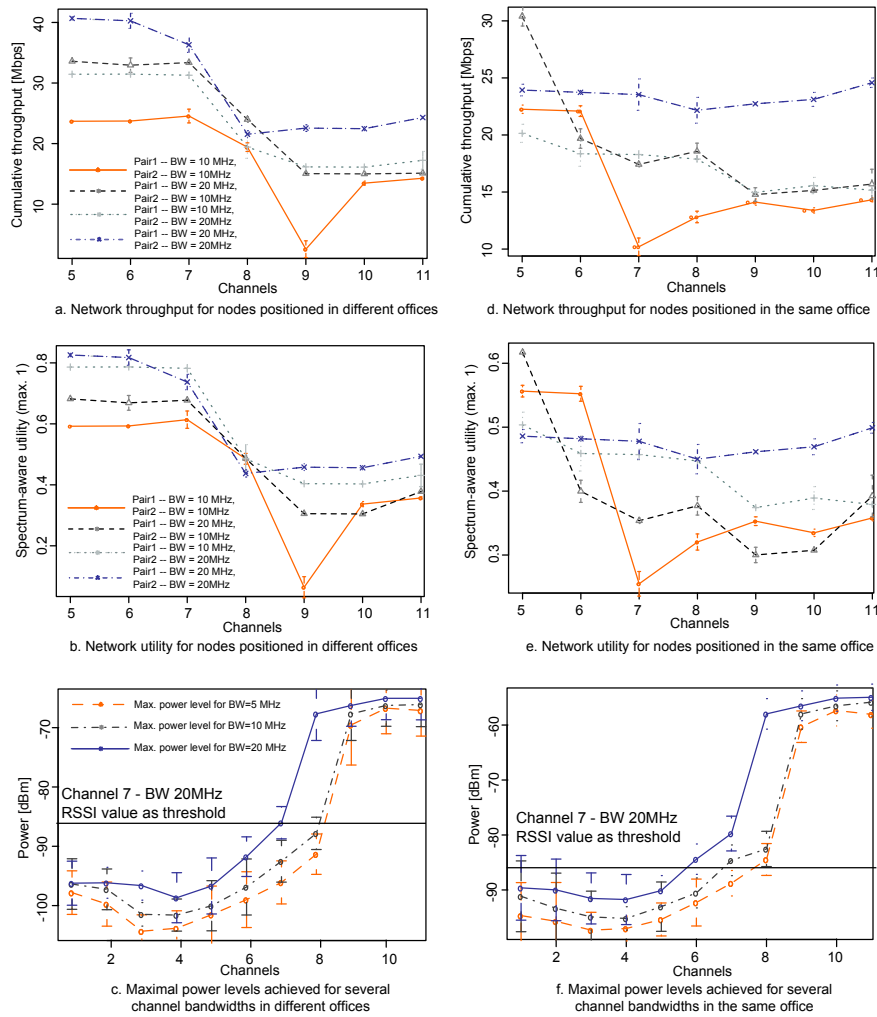 Cumulative throughput [Mbps]
40
30
20
10
Pair1 -- BW = 10 MHz,
Pair2 -- BW = 10MHz
Pair1 -- BW = 20 MHz,
Pair2 -- BW = 10MHz
Pair1 -- BW = 10 MHz,
Pair2 -- BW = 20MHz
Pair1 -- BW = 20 MHz,
Pair2 -- BW = 20MHz
5 6 7 8 9 10 11
Channels
a. Network throughput for nodes positioned in different offices
Cumulative throughput [Mbps]
30
25
20
15
10
5 6 7 8 9 10 11
Channels
d. Network throughput for nodes positioned in the same office
Spectrum-aware utility (max. 1)
0.8
0.6
0.4
0.2
Pair1 -- BW = 10 MHz,
Pair2 -- BW = 10MHz
Pair1 -- BW = 20 MHz,
Pair2 -- BW = 10MHz
Pair1 -- BW = 10 MHz,
Pair2 -- BW = 20MHz
Pair1 -- BW = 20 MHz,
Pair2 -- BW = 20MHz
5 6 7 8 9 10 11
Channels
b. Network utility for nodes positioned in different offices
Spectrum-aware utility (max. 1)
0.6
0.5
0.4
0.3
5 6 7 8 9 10 11
Channels
e. Network utility for nodes positioned in the same office
Power [dBm]
-70
-85
-100
Max. power level for BW=5 MHz
Max. power level for BW=10 MHz
Max. power level for BW=20 MHz
Channel 7 - BW 20MHz
RSSI value as threshold
2 4 6 8 10
Channels
c. Maximal power levels achieved for several
channel bandwidths in different offices
Power [dBm]
-60
-70
-80
-90
Channel 7 - BW 20MHz
RSSI value as threshold
2 4 6 8 10
Channels
f. Maximal power levels achieved for several
channel bandwidths in the same office